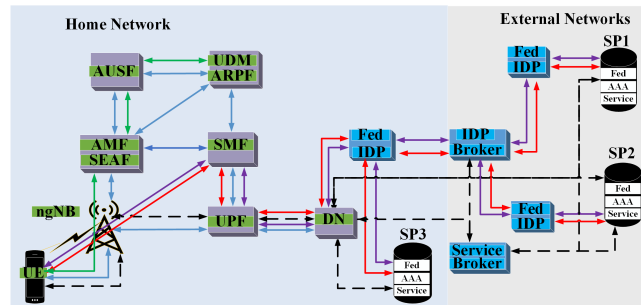 Home Network
External Networks
AUSF
UDM
ARPF
AMF
SEAF
SMF
ngNB
UE
UPF
DN
Fed
IDP
IDP
Broker
Fed
IDP
Fed
IDP
Service
Broker
SP1
Fed
AAA
Service
SP2
Fed
AAA
Service
SP3
Fed
AAA
Service